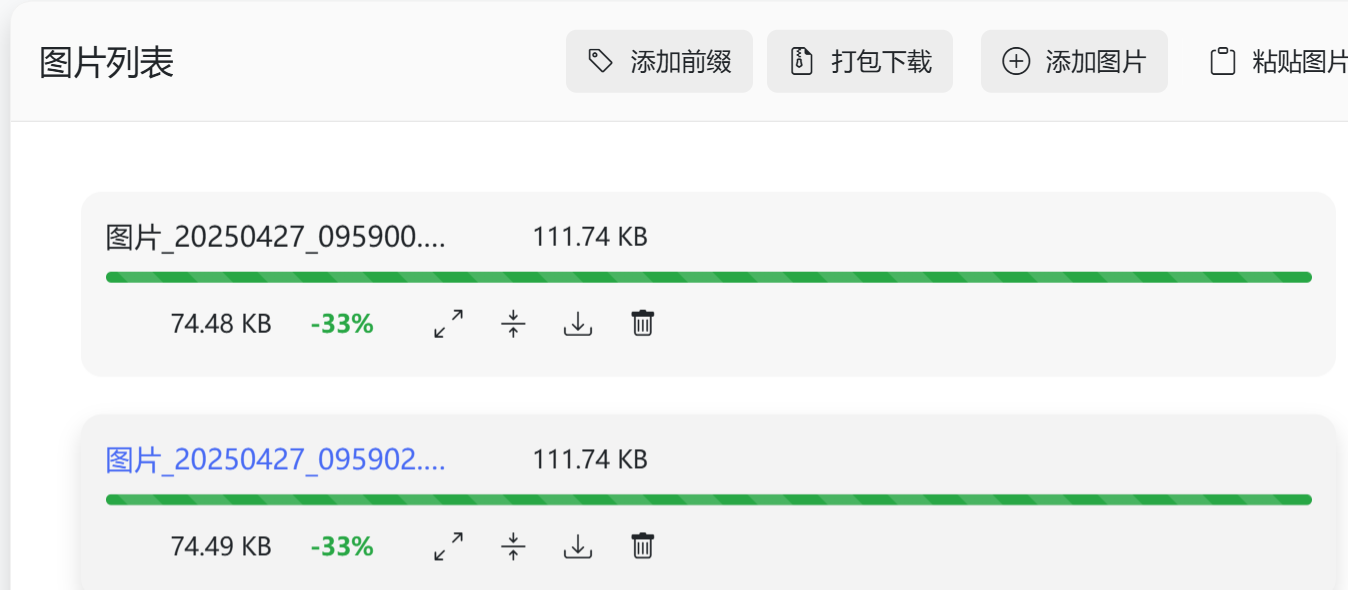 图片列表 添加前缀 打包下载 添加图片 粘贴图片
图片_20250427_095900.... 111.74 KB
74.48 KB -33%
图片_20250427_095902.... 111.74 KB
74.49 KB -33%